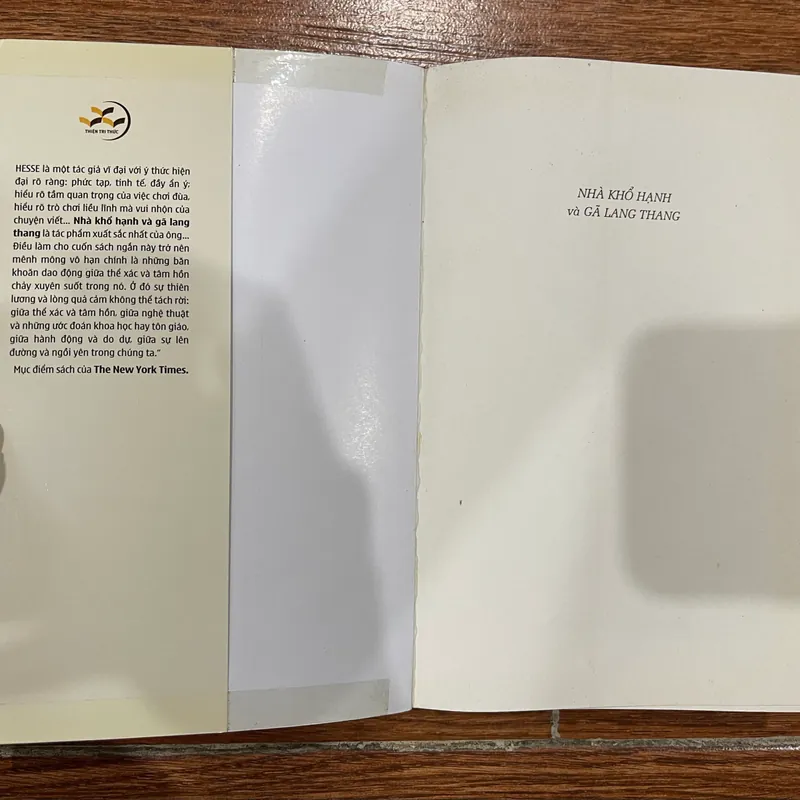 THIỆN TRI THỨC
HESSE là một tác giả vĩ đại với ý thức hiện
đại rõ ràng: phức tạp, tinh tế, đầy ẩn ý;
hiểu rõ tầm quan trọng của việc chơi đùa,
hiểu rõ trò chơi liều lĩnh mà vui nhộn của
chuyện viết... Nhà khổ hạnh và gã lang
thang là tác phẩm xuất sắc nhất của ông...
Điều làm cho cuốn sách ngắn này trở nên
mênh mông vô hạn chính là những băn
khoăn dao động giữa thể xác và tâm hồn
chảy xuyên suốt trong nó. Ở đó sự thiên
lương và lòng quả cảm không thể tách rời:
giữa thể xác và tâm hồn, giữa nghệ thuật
và những ước đoán khoa học hay tôn giáo,
giữa hành động và do dự, giữa sự lên
đường và ngồi yên trong chúng ta."
Mục điểm sách của The New York Times.
NHÀ KHỔ HẠNH
và GÃ LANG THANG